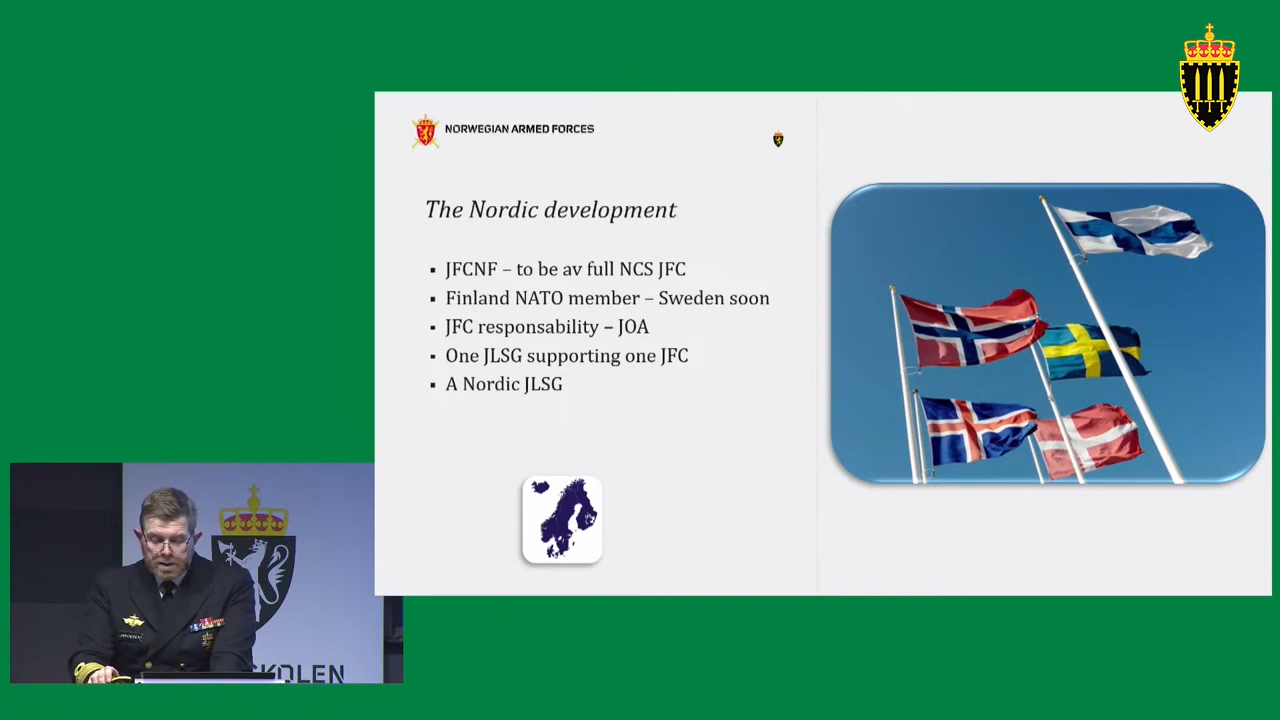 NORWEGIAN ARMED FORCES
The Nordic development
▪ JFCNF – to be av full NCS JFC
▪ Finland NATO member – Sweden soon
▪ JFC responsability – JOA
▪ One JLSG supporting one JFC
▪ A Nordic JLSG
SKOLEN